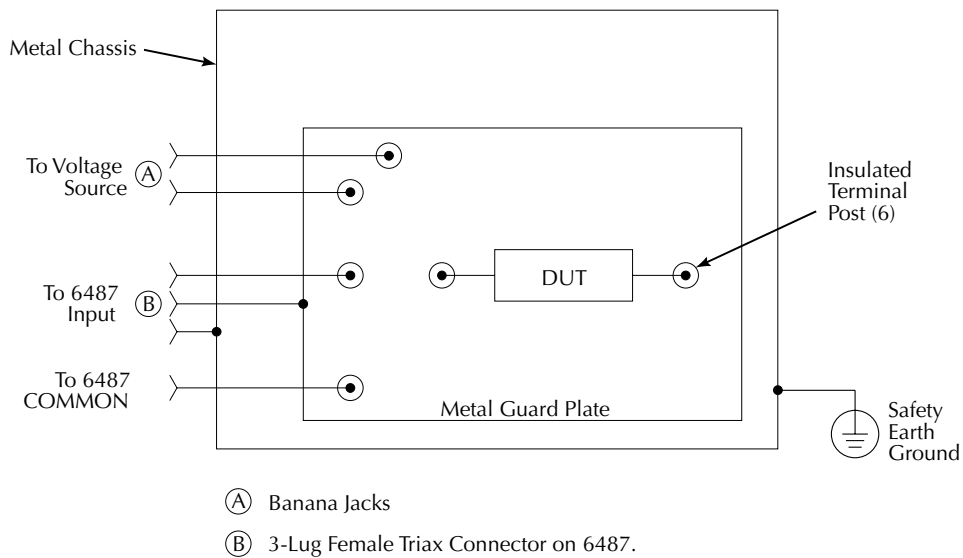 Metal Chassis
To Voltage
Source
A
Insulated
Terminal
Post (6)
DUT
To 6487
Input
B
To 6487
COMMON
Metal Guard Plate
Safety
Earth
Ground
A Banana Jacks
B 3-Lug Female Triax Connector on 6487.